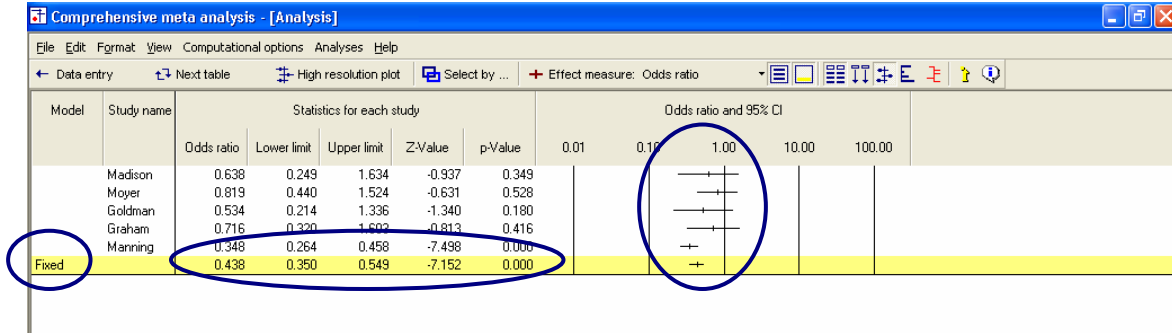 Comprehensive meta analysis - [Analysis]
File Edit Format View Computational options Analyses Help
Data entry Next table High resolution plot Select by ... Effect measure: Odds ratio
Model Study name Statistics for each study Odds ratio and 95% CI
Odds ratio Lower limit Upper limit Z-Value p-Value 0.01 0.10 1.00 10.00 100.00
Madison 0.638 0.249 1.634 -0.937 0.349
Moyer 0.819 0.440 1.524 -0.631 0.528
Goldman 0.534 0.214 1.336 -1.340 0.180
Graham 0.716 0.320 1.603 -0.813 0.416
Manning 0.348 0.264 0.458 -7.498 0.000
Fixed 0.438 0.350 0.549 -7.152 0.000